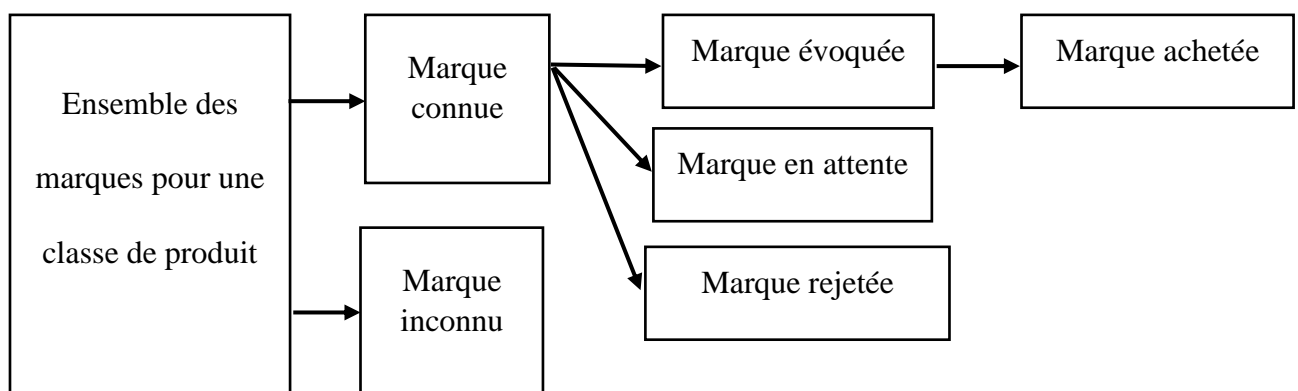 Ensemble des
marques pour une
classe de produit
Marque
connue
Marque
inconnu
Marque évoquée
Marque en attente
Marque rejetée
Marque achetée